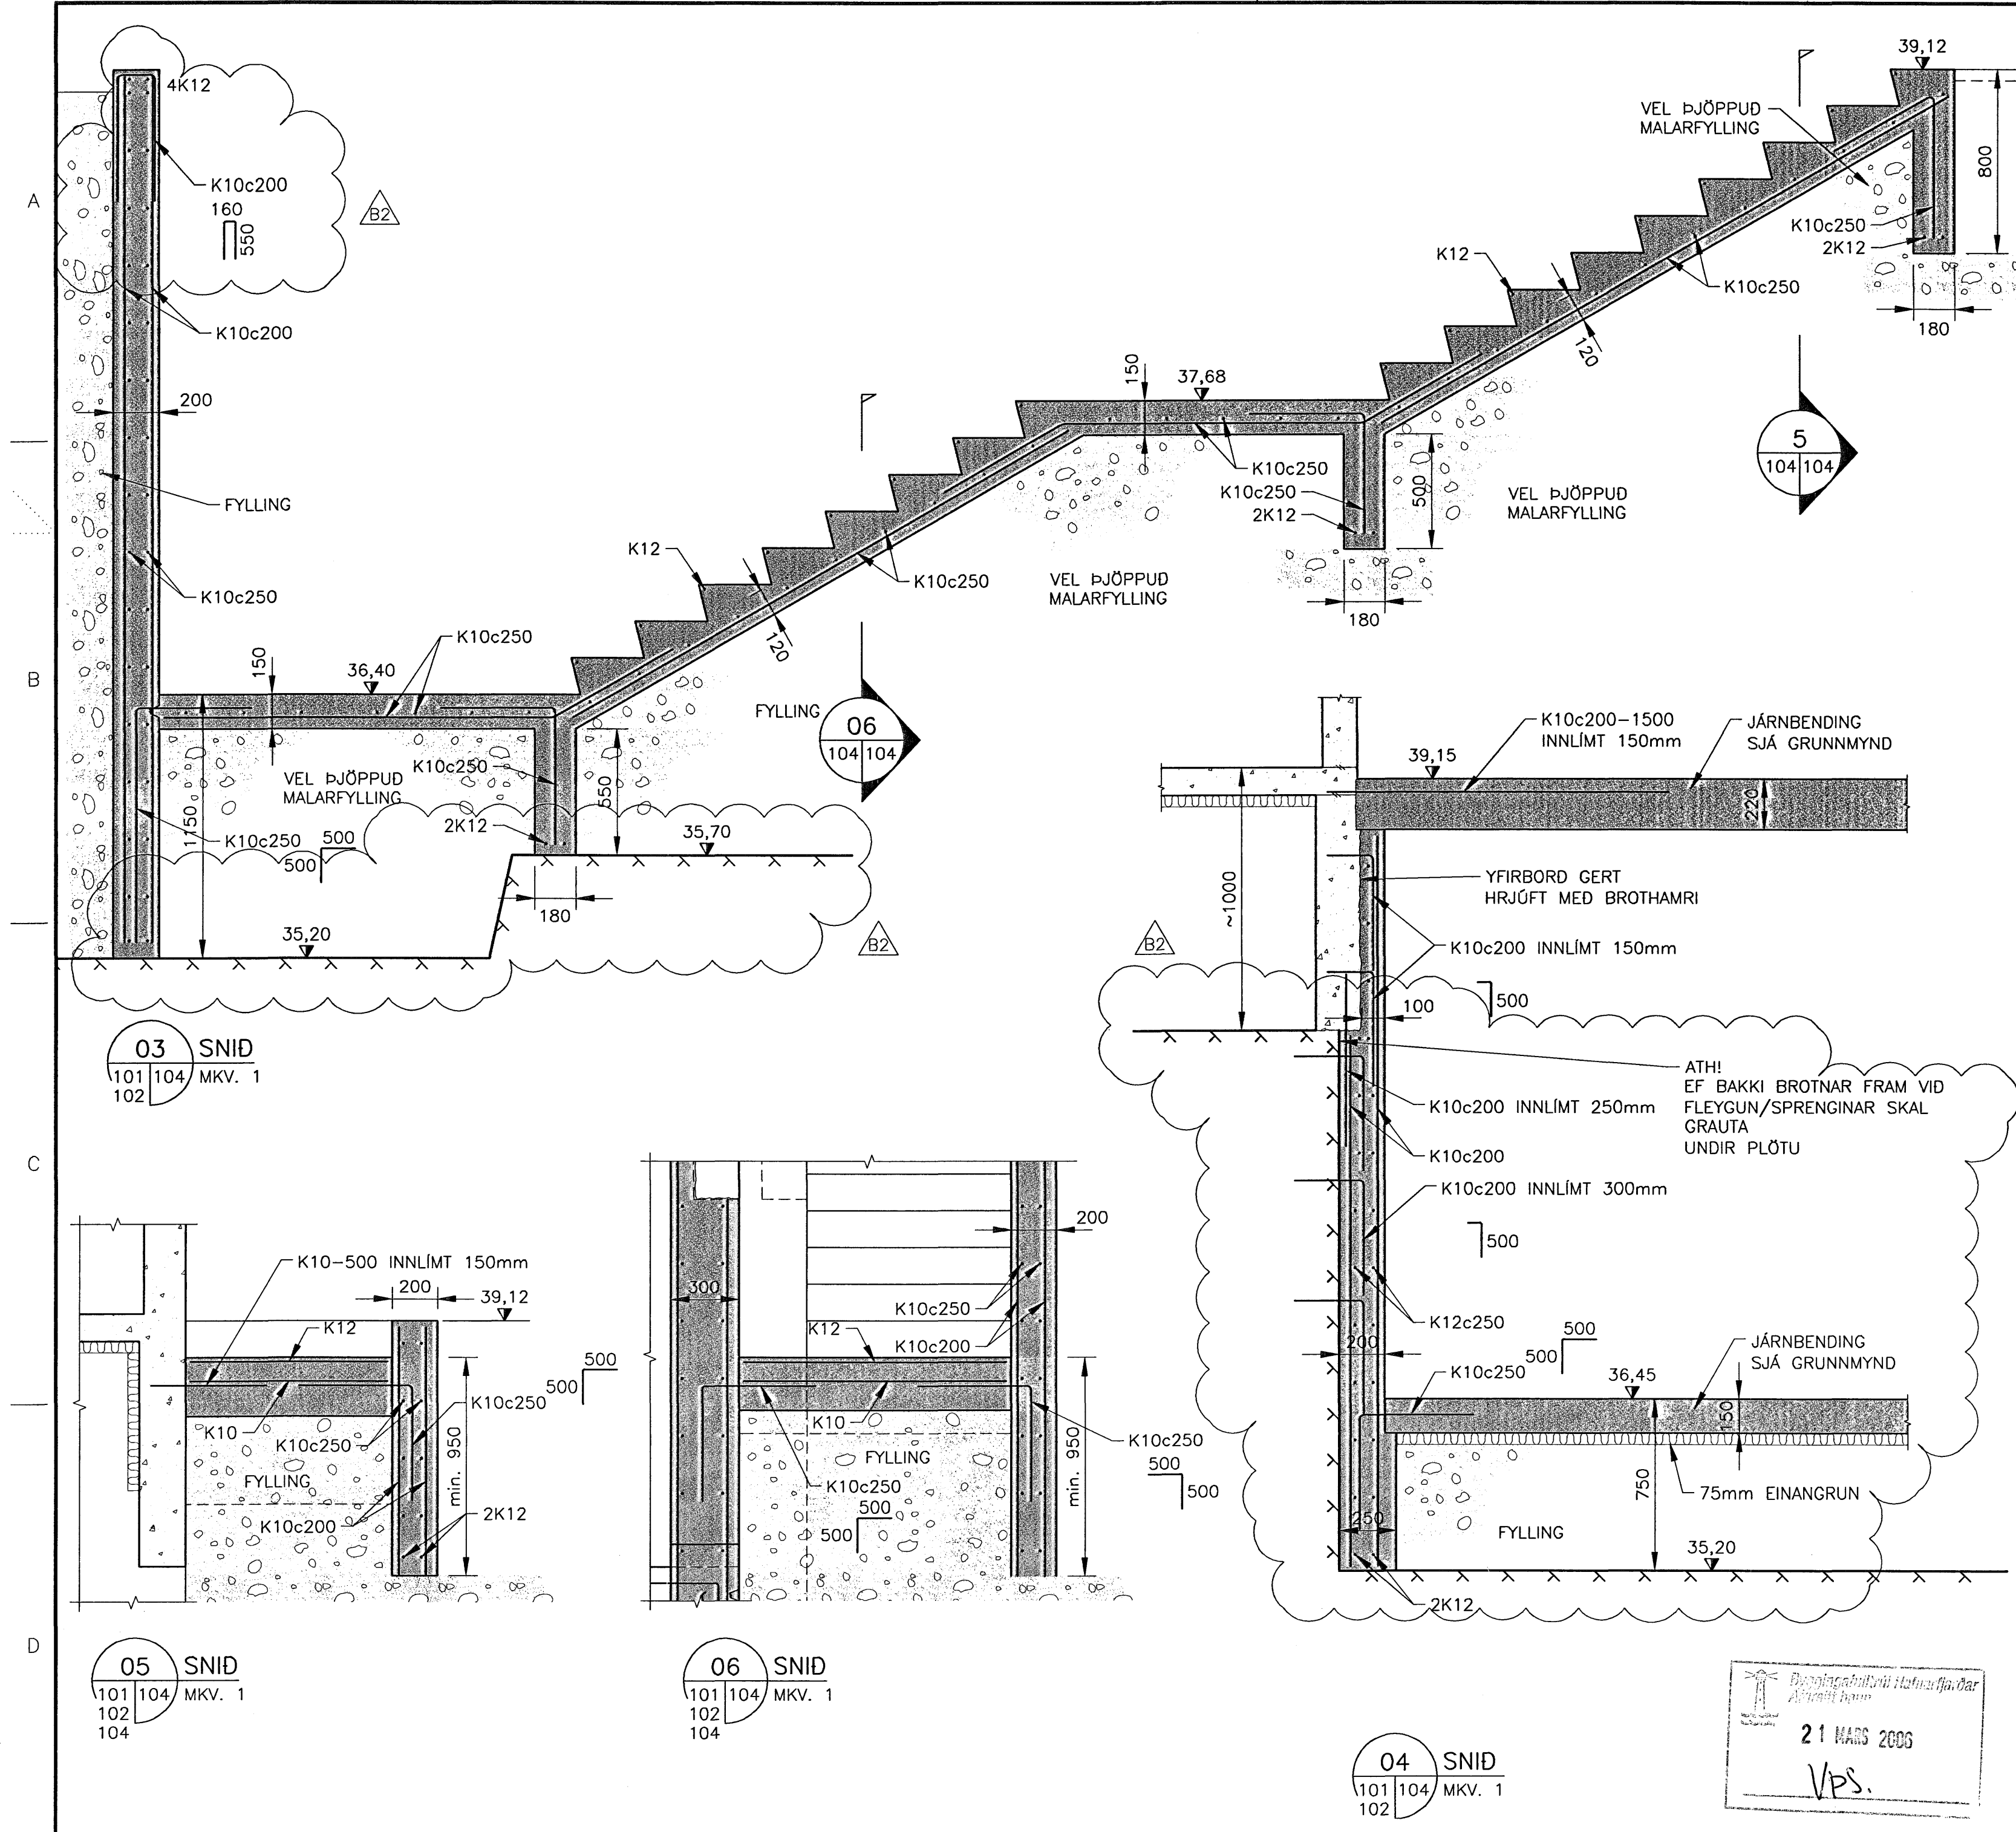 A
B
C
D
4K12
K10c200
160
550
B2
K10c200
200
FYLLING
K10c250
150
36,40
K10c250
VEL ÞJÖPPUÐ
MALARFYLLING
K10c250
1150
K10c250
500
500
2K12
550
35,70
180
35,20
B2
K12
120
K10c250
FYLLING
06
104 104
150
37,68
K10c250
K10c250
2K12
500
180
VEL ÞJÖPPUÐ
MALARFYLLING
VEL ÞJÖPPUÐ
MALARFYLLING
K12
120
K10c250
VEL ÞJÖPPUÐ
MALARFYLLING
39,12
800
K10c250
2K12
180
5
104 104
03 SNIÐ
101 104 MKV. 1
102
K10c200-1500
INNLÍMT 150mm
JÁRNBENDING
SJÁ GRUNNMYND
39,15
220
~1000
YFIRBORÐ GERT
HRJÚFT MEÐ BROTHAMRI
K10c200 INNLÍMT 150mm
B2
500
100
ATH!
EF BAKKI BROTNAR FRAM VIÐ
FLEYGUN/SPRENGINAR SKAL
GRAUTA
UNDIR PLÖTU
K10c200 INNLÍMT 250mm
K10c200
K10c200 INNLÍMT 300mm
500
K12c250
200
500
500
K10c250
JÁRNBENDING
SJÁ GRUNNMYND
36,45
150
750
75mm EINANGRUN
250
FYLLING
35,20
2K12
04 SNIÐ
101 104 MKV. 1
102
K10-500 INNLÍMT 150mm
200
39,12
K12
500
500
K10c250
K10
K10c250
min. 950
FYLLING
K10c200
2K12
05 SNIÐ
101 104 MKV. 1
102
104
200
300
K10c250
K12
K10c200
K10
K10c250
FYLLING
K10c250
500
500
500
500
min. 950
06 SNIÐ
101 104 MKV. 1
102
104
Byggingafulltrúi Hafnarfjarðar
21 MARS 2006